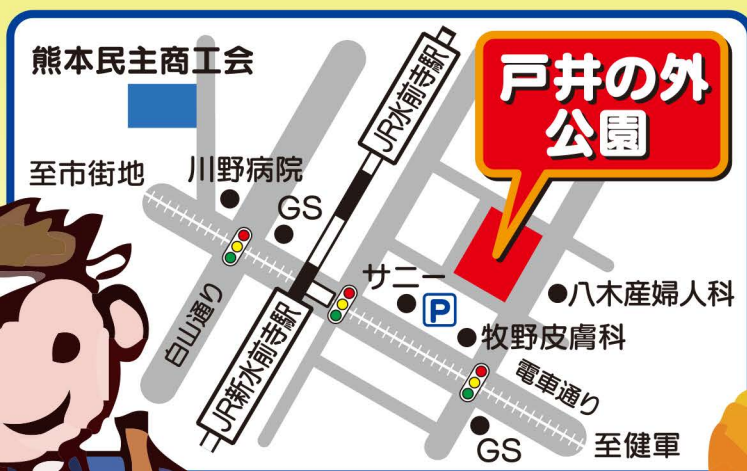 熊本民主商工会
JR水前寺駅
戸井の外
公園
至市街地
川野病院
GS
サニー
P
八木産婦人科
白山通り
JR新水前寺駅
牧野皮膚科
電車通り
GS
至健軍